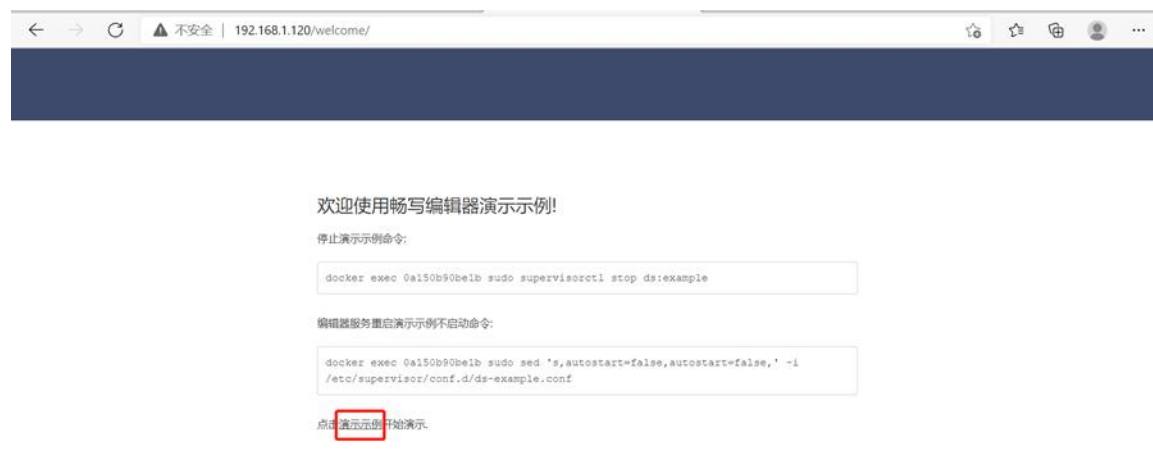 不安全 | 192.168.1.120/welcome/
欢迎使用畅写编辑器演示示例!
停止演示示例命令:
docker exec 0a150b90be1b sudo supervisorctl stop ds:example
编辑器服务重启演示示例不启动命令:
docker exec 0a150b90be1b sudo sed 's,autostart=false,autostart=false,' -i
/etc/supervisor/conf.d/ds-example.conf
点击演示示例开始演示.